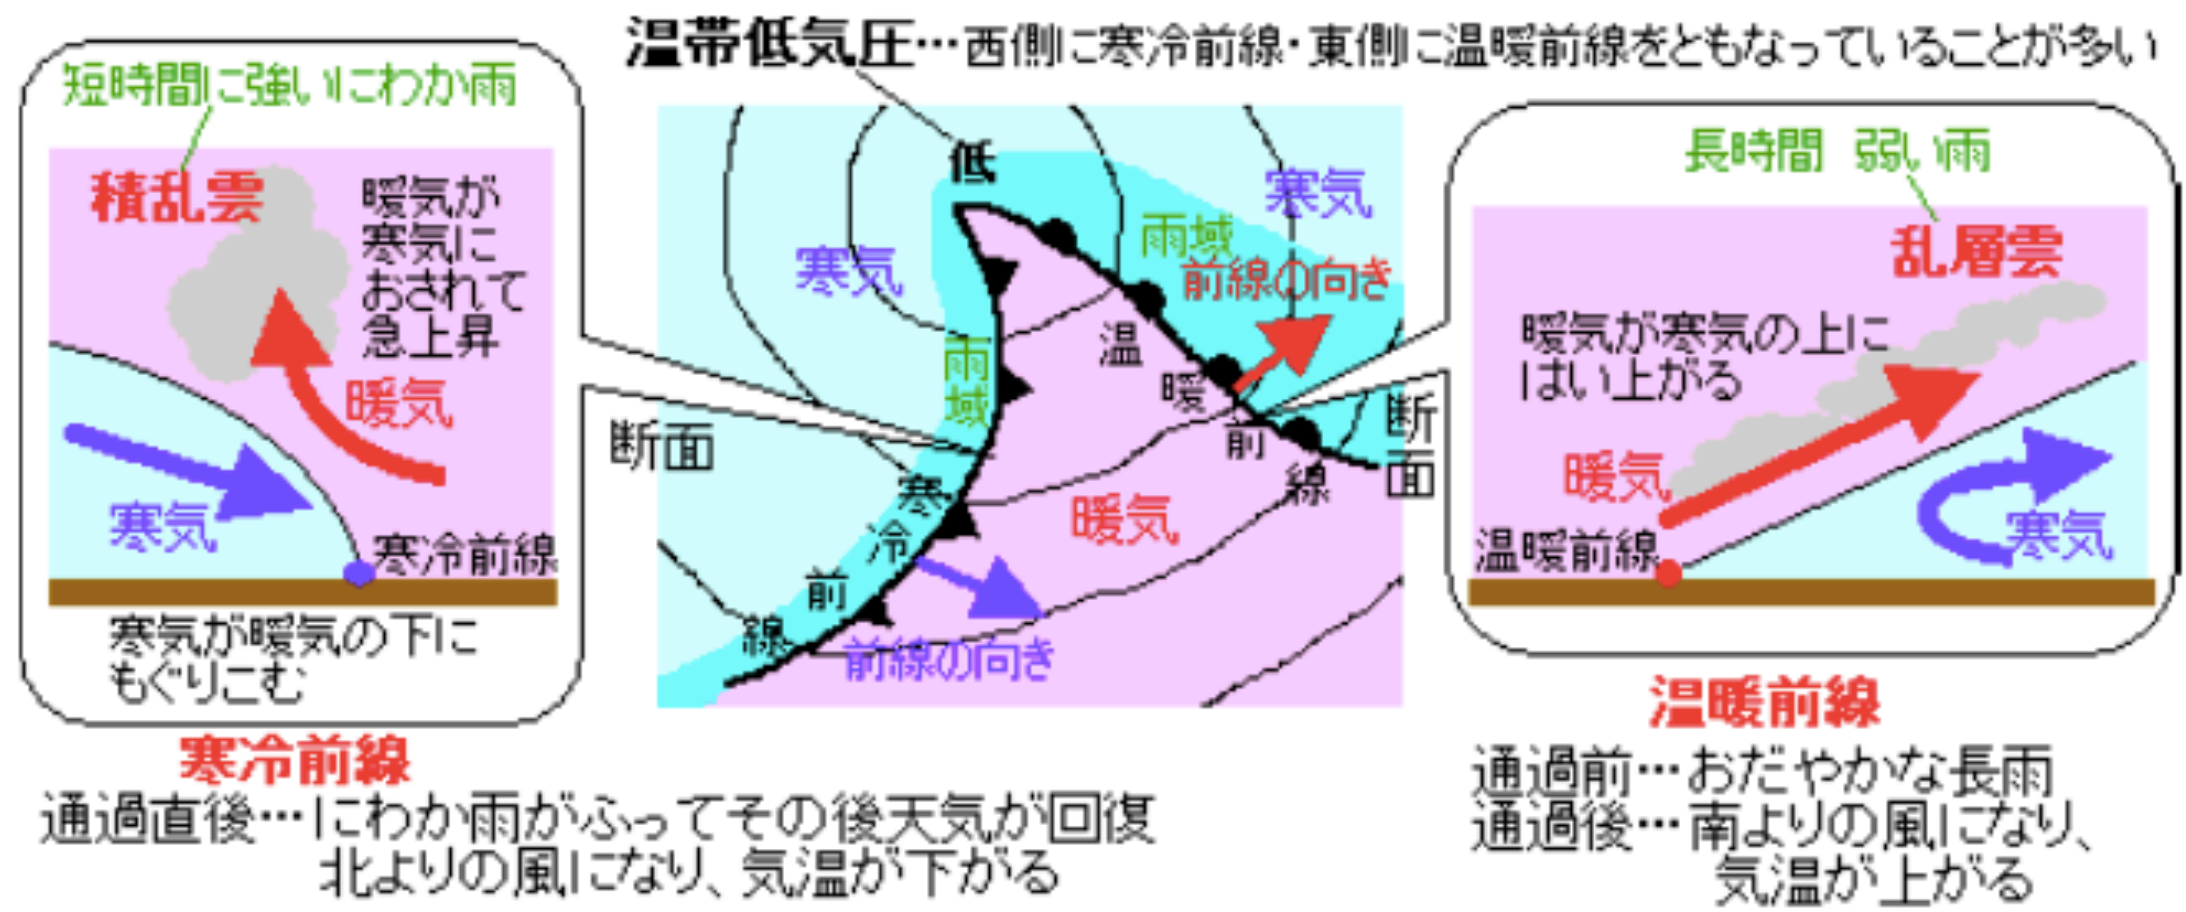 温帯低気圧…西側に寒冷前線・東側に温暖前線をともなっていることが多い
短時間に強いにわか雨
積乱雲
暖気が
寒気に
おされて
急上昇
暖気
寒気
寒冷前線
寒気が暖気の下に
もぐりこむ
寒冷前線
通過直後…にわか雨がふってその後天気が回復
北よりの風になり、気温が下がる
低
寒気
雨域
寒気
前線の向き
雨域
温暖前線
断面
断面
寒冷前線
暖気
前線の向き
長時間 弱い雨
乱層雲
暖気が寒気の上に
はい上がる
暖気
寒気
温暖前線
温暖前線
通過前…おだやかな長雨
通過後…南よりの風になり、
気温が上がる